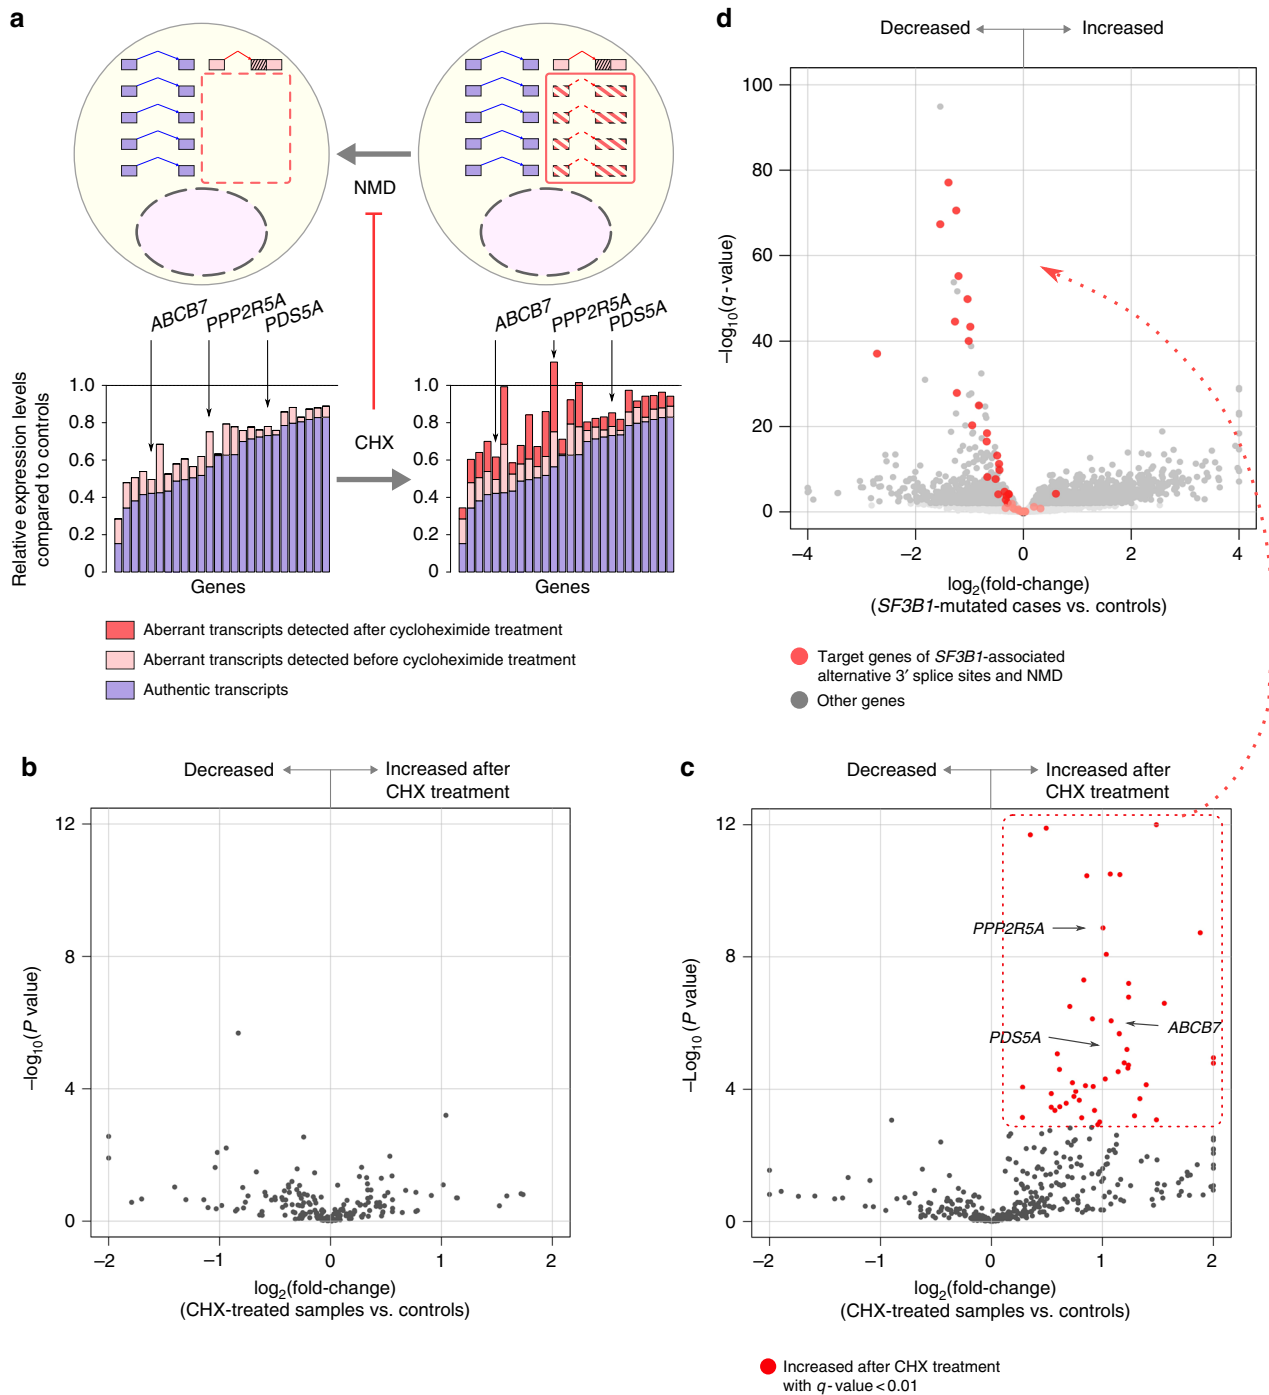 a
NMD
ABCB7
PPP2R5A
PDS5A
ABCB7
PPP2R5A
PDS5A
CHX
Relative expression levels
compared to controls
1.0
0.8
0.6
0.4
0.2
0
Genes
1.0
0.8
0.6
0.4
0.2
0
Genes
Aberrant transcripts detected after cycloheximide treatment
Aberrant transcripts detected before cycloheximide treatment
Authentic transcripts
d
Decreased
Increased
–log10(q-value)
100
80
60
40
20
0
–4
–2
0
2
4
log2(fold-change)
(SF3B1-mutated cases vs. controls)
Target genes of SF3B1-associated
alternative 3′ splice sites and NMD
Other genes
b
Decreased
Increased after
CHX treatment
–log10(P value)
12
8
4
0
–2
–1
0
1
2
log2(fold-change)
(CHX-treated samples vs. controls)
c
Decreased
Increased after
CHX treatment
–Log10(P value)
12
8
4
0
PPP2R5A
PDS5A
ABCB7
–2
–1
0
1
2
log2(fold-change)
(CHX-treated samples vs. controls)
Increased after CHX treatment
with q-value<0.01